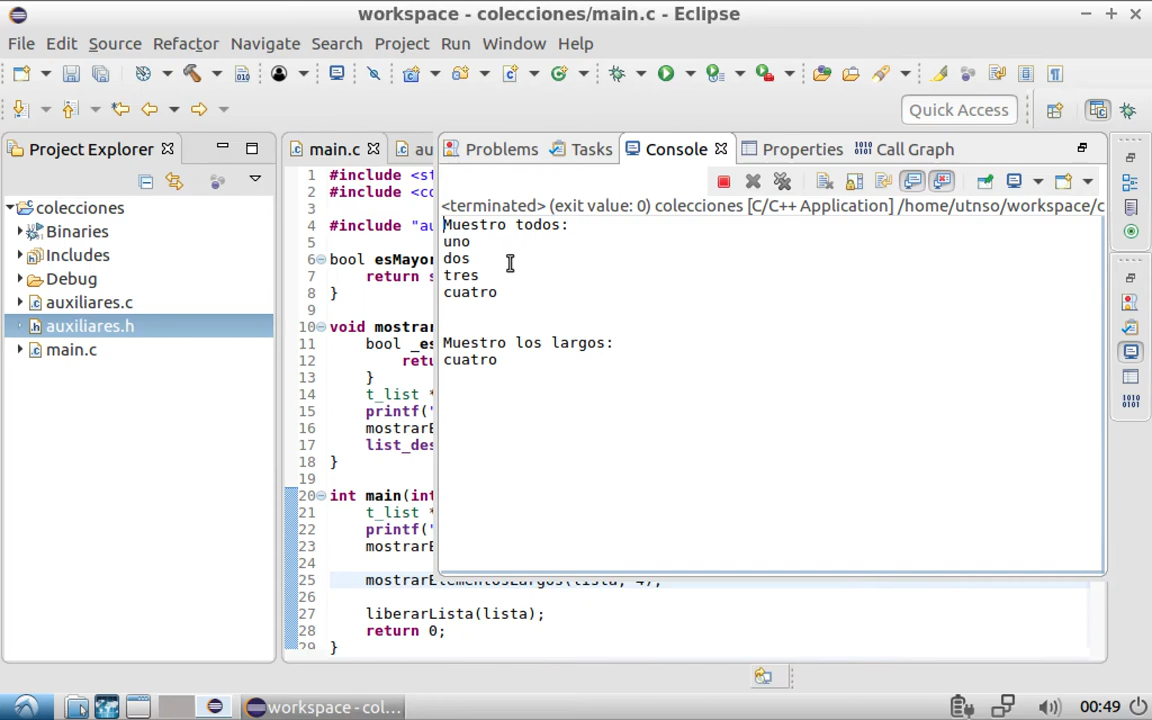 workspace - colecciones/main.c - Eclipse
File Edit Source Refactor Navigate Search Project Run Window Help
Quick Access
Project Explorer
colecciones
Binaries
Includes
Debug
auxiliares.c
auxiliares.h
main.c
main.c au
1 #include <st
2 #include <co
3
4 #include "au
5
6 bool esMayor
7 return s
8 }
9
10 void mostrar
11 bool _es
12 retu
13 }
14 t_list *
15 printf("
16 mostrarE
17 list_des
18 }
19
20 int main(int
21 t_list *
22 printf("
23 mostrarE
24
25 mostrarElementosLargos(lista, 4);
26
27 liberarLista(lista);
28 return 0;
29 }
Problems Tasks Console Properties Call Graph
<terminated> (exit value: 0) colecciones [C/C++ Application] /home/utnso/workspace/c
Muestro todos:
uno
dos
tres
cuatro
Muestro los largos:
cuatro
workspace - col...
00:49